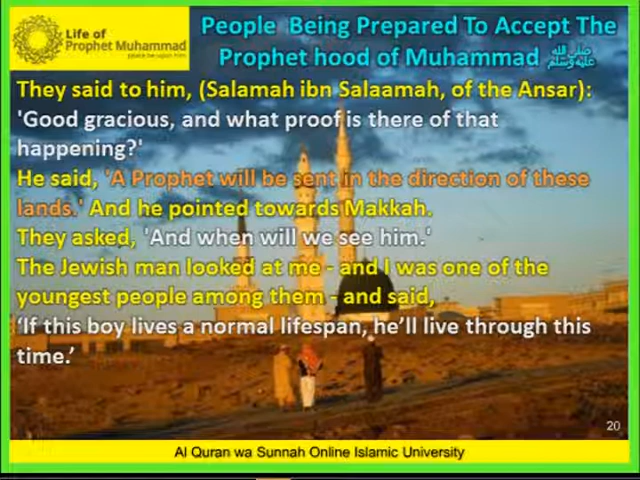 Life of
Prophet Muhammad
People Being Prepared To Accept The
Prophet hood of Muhammad ﷺ
They said to him, (Salamah ibn Salaamah, of the Ansar):
'Good gracious, and what proof is there of that
happening?'
He said, 'A Prophet will be sent in the direction of these
lands.' And he pointed towards Makkah.
They asked, 'And when will we see him.'
The Jewish man looked at me - and I was one of the
youngest people among them - and said,
‘If this boy lives a normal lifespan, he’ll live through this
time.’
20
Al Quran wa Sunnah Online Islamic University